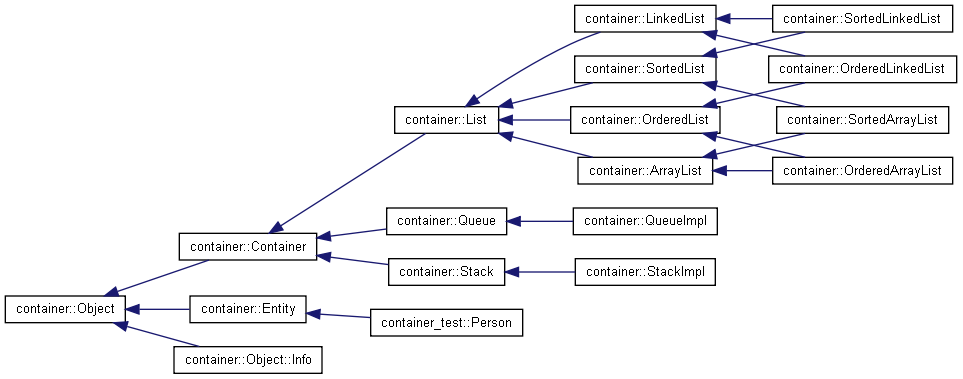 container::LinkedList
container::SortedLinkedList
container::SortedList
container::OrderedLinkedList
container::List
container::OrderedList
container::SortedArrayList
container::ArrayList
container::OrderedArrayList
container::Queue
container::QueueImpl
container::Container
container::Stack
container::StackImpl
container::Object
container::Entity
container_test::Person
container::Object::Info